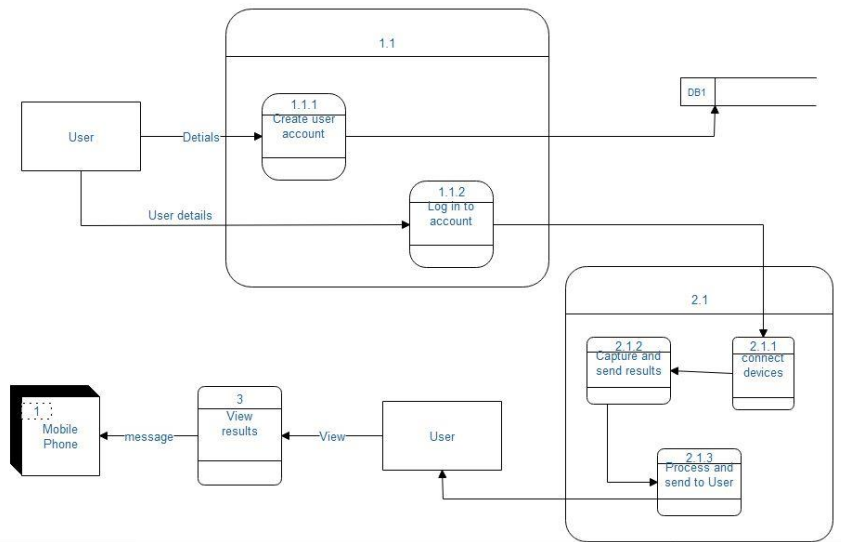 1.1
1.1.1
Create user
account
DB1
User
Detials
1.1.2
Log in to
account
User details
2.1
2.1.2
Capture and
send results
2.1.1
connect
devices
1
Mobile
Phone
message
3
View
results
View
User
2.1.3
Process and
send to User